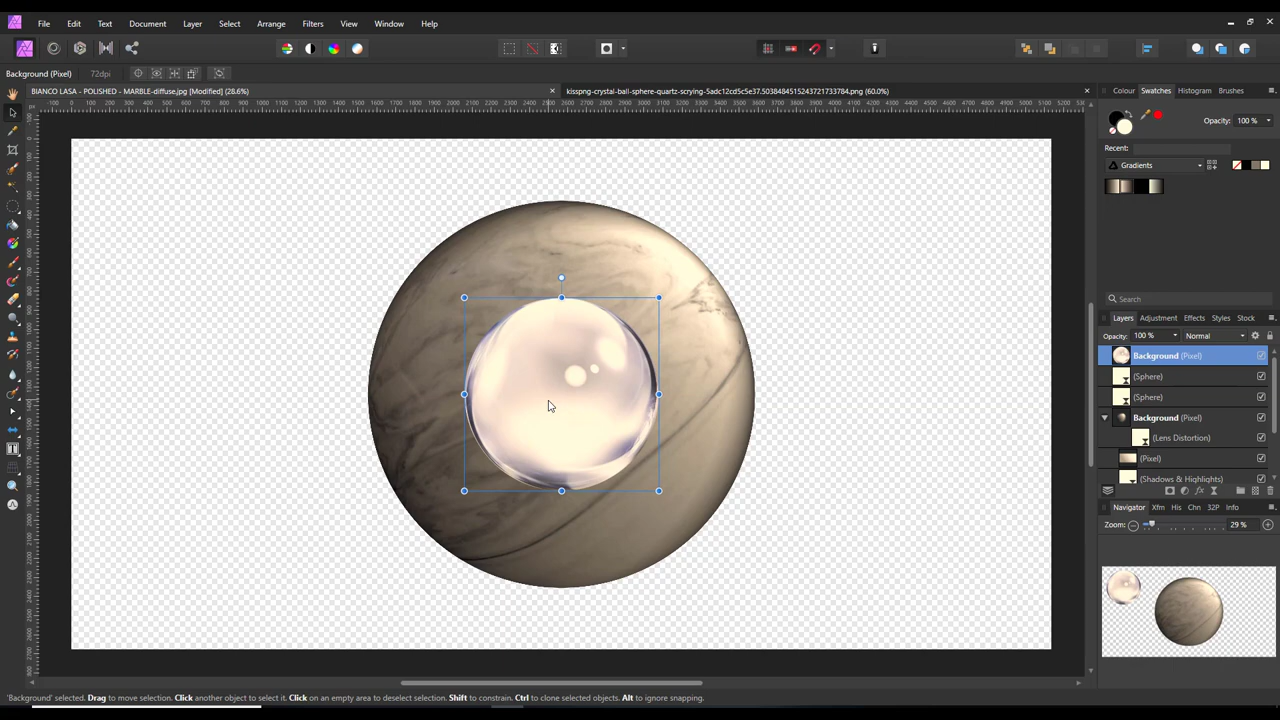 File Edit Text Document Layer Select Arrange Filters View Window Help
Background (Pixel) 72dpi
BIANCO LASA - POLISHED - MARBLE-diffuse.jpg [Modified] (28.6%)
kisspng-crystal-ball-sphere-quartz-scrying-5adc12cd5c5e37.5038484515243721733784.png (60.0%)
Colour Swatches Histogram Brushes
Opacity: 100 %
Recent:
Gradients
Search
Layers Adjustment Effects Styles Stock
Opacity: 100 % Normal
Background (Pixel)
(Sphere)
(Sphere)
Background (Pixel)
(Lens Distortion)
(Pixel)
(Shadows & Highlights)
Navigator Xfm His Chn 32P Info
Zoom: 29 %
'Background' selected. Drag to move selection. Click another object to select it. Click on an empty area to deselect selection. Shift to constrain. Ctrl to clone selected objects. Alt to ignore snapping.